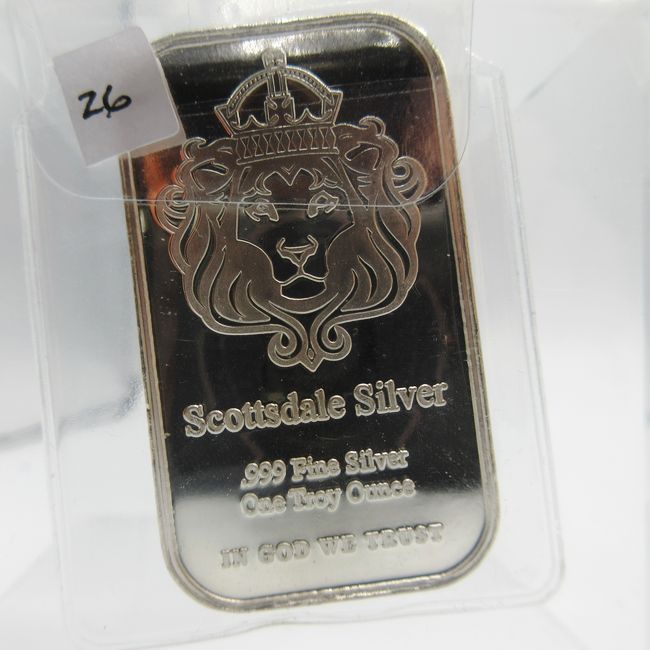 26
Scottsdale Silver
.999 Fine Silver
One Troy Ounce
IN GOD WE TRUST